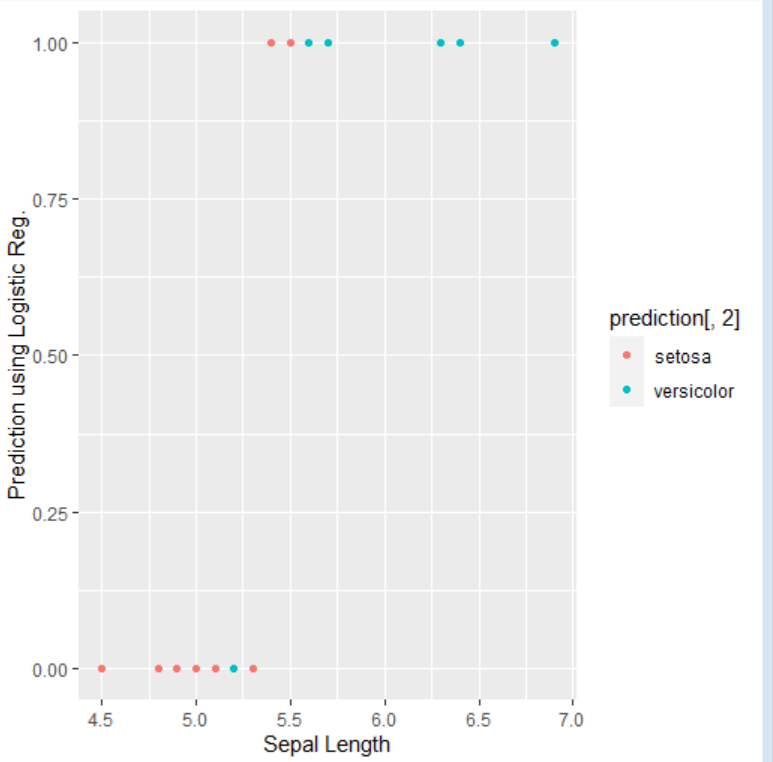 1.00
0.75
0.50
0.25
0.00
Prediction using Logistic Reg.
4.5 5.0 5.5 6.0 6.5 7.0
Sepal Length
prediction[, 2]
setosa
versicolor